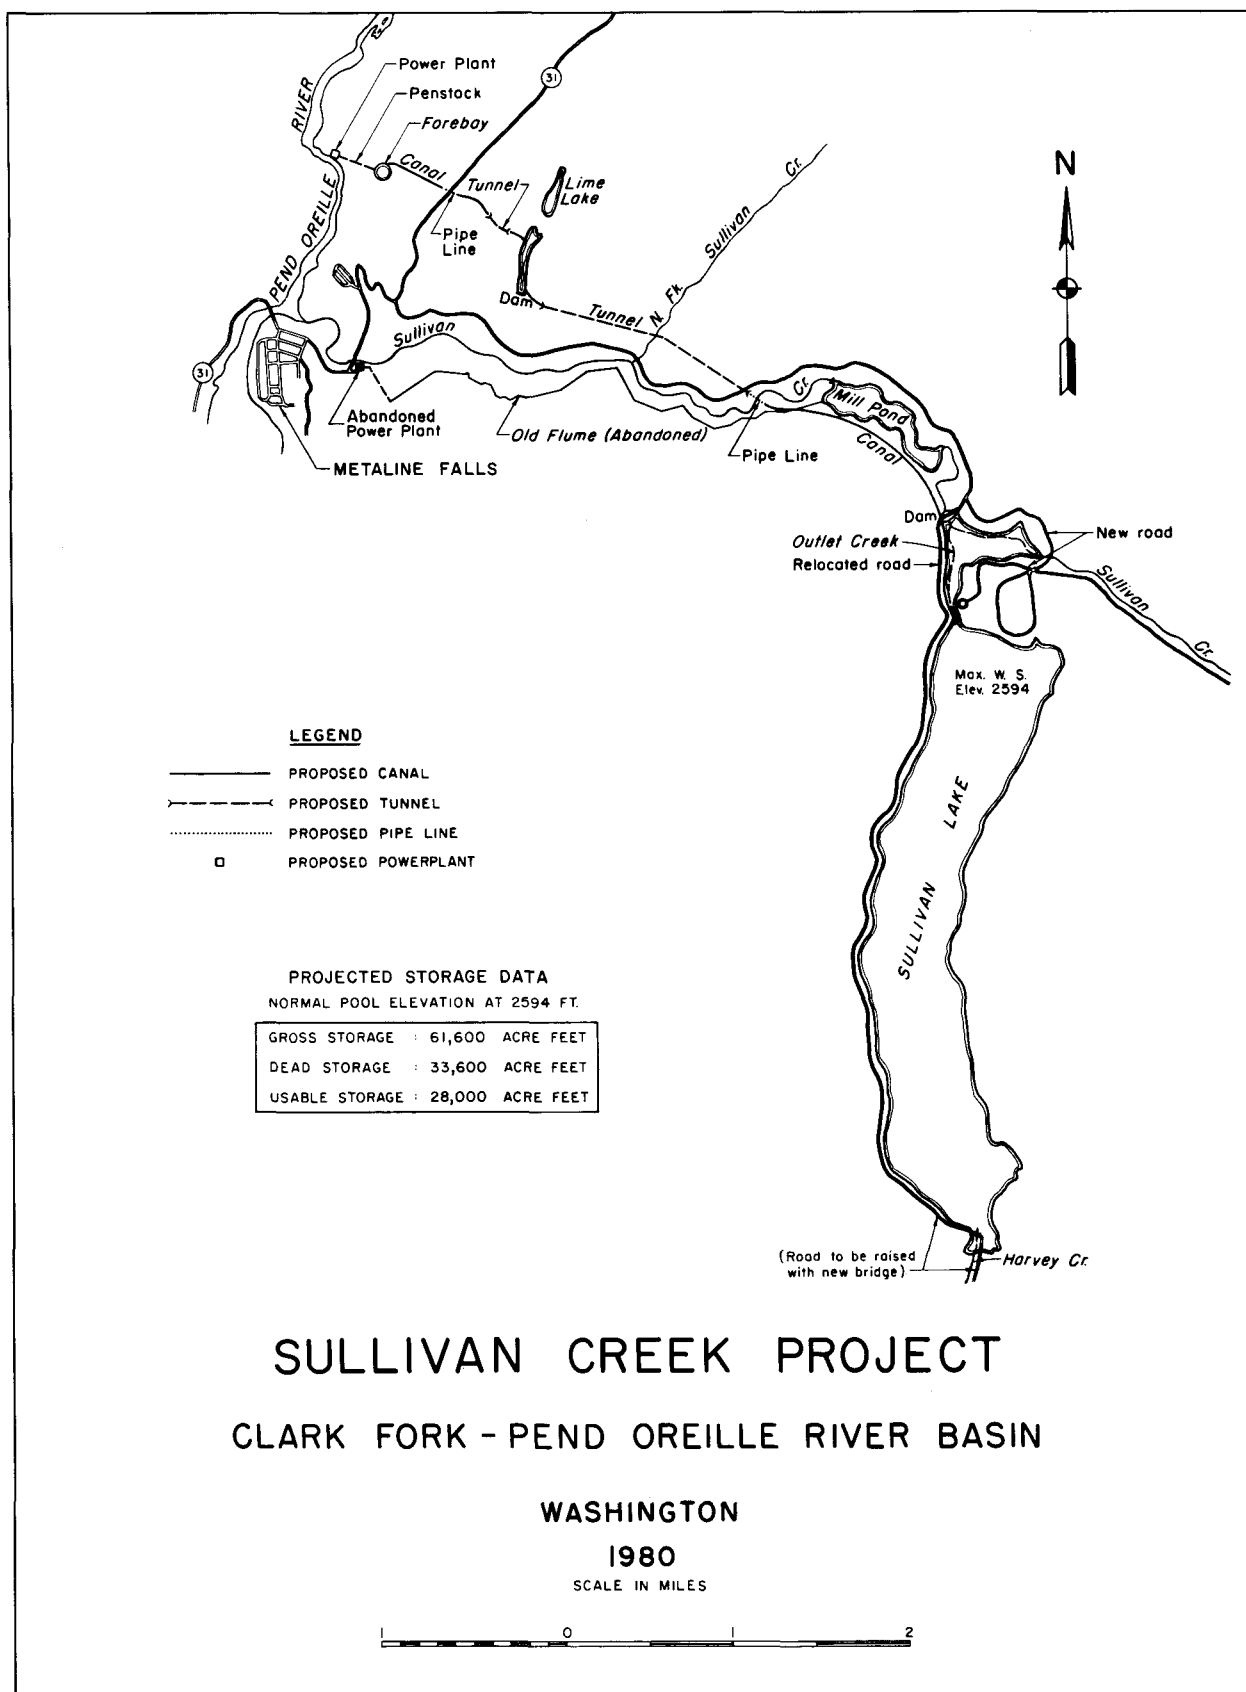 Power Plant
Penstock
Forebay
31
RIVER
PEND OREILLE
Canal
Tunnel
Lime
Lake
Pipe
Line
Dam
Tunnel
N. Fk. Sullivan Cr.
N
Sullivan
Cr.
31
Abandoned
Power Plant
Old Flume (Abandoned)
METALINE FALLS
Mill Pond
Canal
Pipe Line
Dam
Outlet Creek
Relocated road
New road
Sullivan
Cr.
Max. W. S.
Elev. 2594
SULLIVAN LAKE
LEGEND
PROPOSED CANAL
PROPOSED TUNNEL
PROPOSED PIPE LINE
PROPOSED POWERPLANT
PROJECTED STORAGE DATA
NORMAL POOL ELEVATION AT 2594 FT.
GROSS STORAGE : 61,600 ACRE FEET
DEAD STORAGE : 33,600 ACRE FEET
USABLE STORAGE : 28,000 ACRE FEET
(Road to be raised
with new bridge)
Harvey Cr.
SULLIVAN CREEK PROJECT
CLARK FORK - PEND OREILLE RIVER BASIN
WASHINGTON
1980
SCALE IN MILES
1 0 1 2